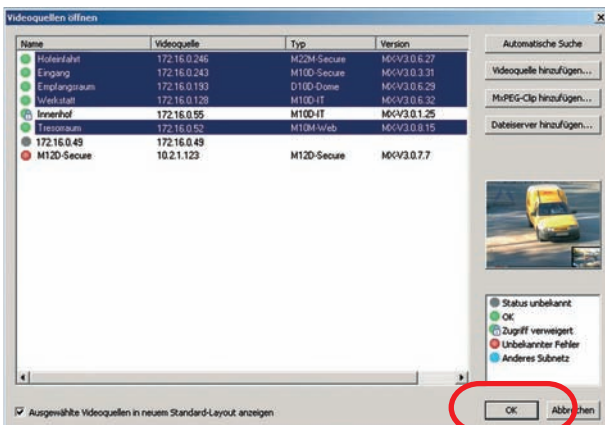 Videoquellen öffnen
Name Videoquelle Typ Version
Hofeinfahrt 172.16.0.246 M22M-Secure MX-V3.0.6.27
Eingang 172.16.0.243 M10D-Secure MX-V3.0.3.31
Empfangsraum 172.16.0.193 D10D-Dome MX-V3.0.6.29
Werkstatt 172.16.0.128 M10D-IT MX-V3.0.6.32
Innenhof 172.16.0.55 M10D-IT MX-V3.0.1.25
Tresorraum 172.16.0.52 M10M-Web MX-V3.0.8.15
172.16.0.49 172.16.0.49
M12D-Secure 10.2.1.123 M12D-Secure MX-V3.0.7.7
Automatische Suche
Videoquelle hinzufügen...
MxPEG-Clip hinzufügen...
Dateiserver hinzufügen...
Status unbekannt
OK
Zugriff verweigert
Unbekannter Fehler
Anderes Subnetz
Ausgewählte Videoquellen in neuem Standard-Layout anzeigen
OK Abbrechen